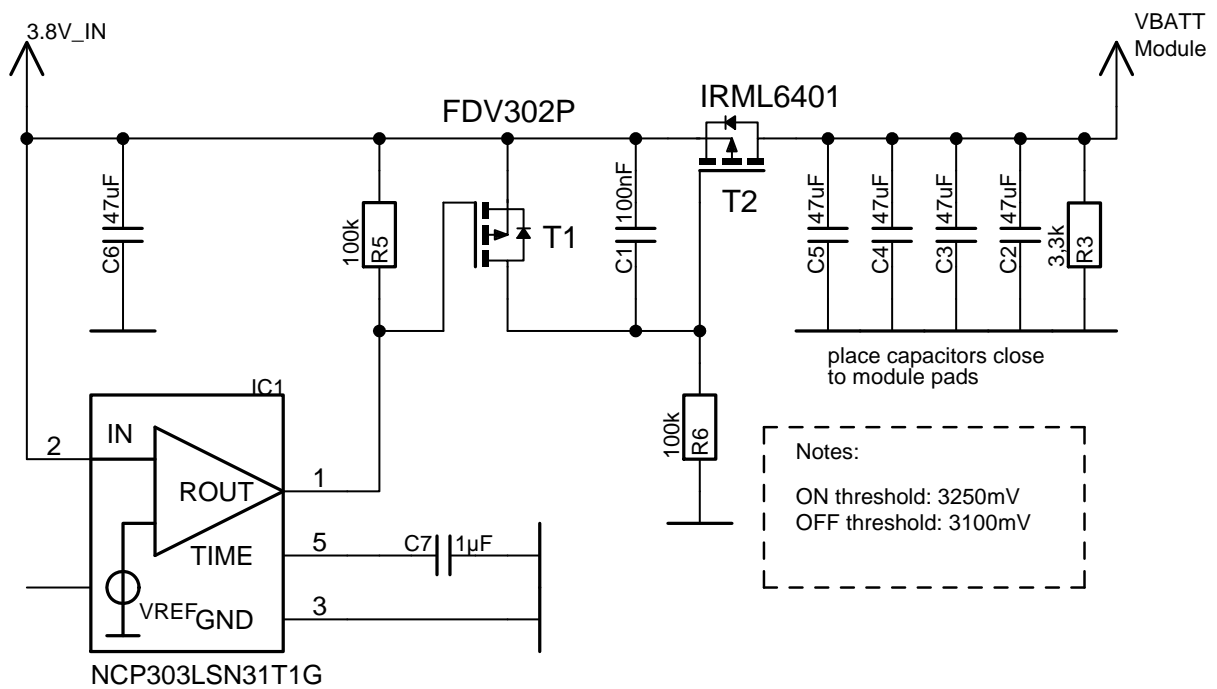 3.8V_IN
VBATT
Module
FDV302P
IRML6401
47uF
C6
100k
R5
T1
100nF
C1
T2
47uF
C5
47uF
C4
47uF
C3
47uF
C2
3,3k
R3
place capacitors close
to module pads
IC1
2
IN
ROUT
1
TIME
5
C7
1µF
VREF
GND
3
NCP303LSN31T1G
100k
R6
Notes:
ON threshold: 3250mV
OFF threshold: 3100mV